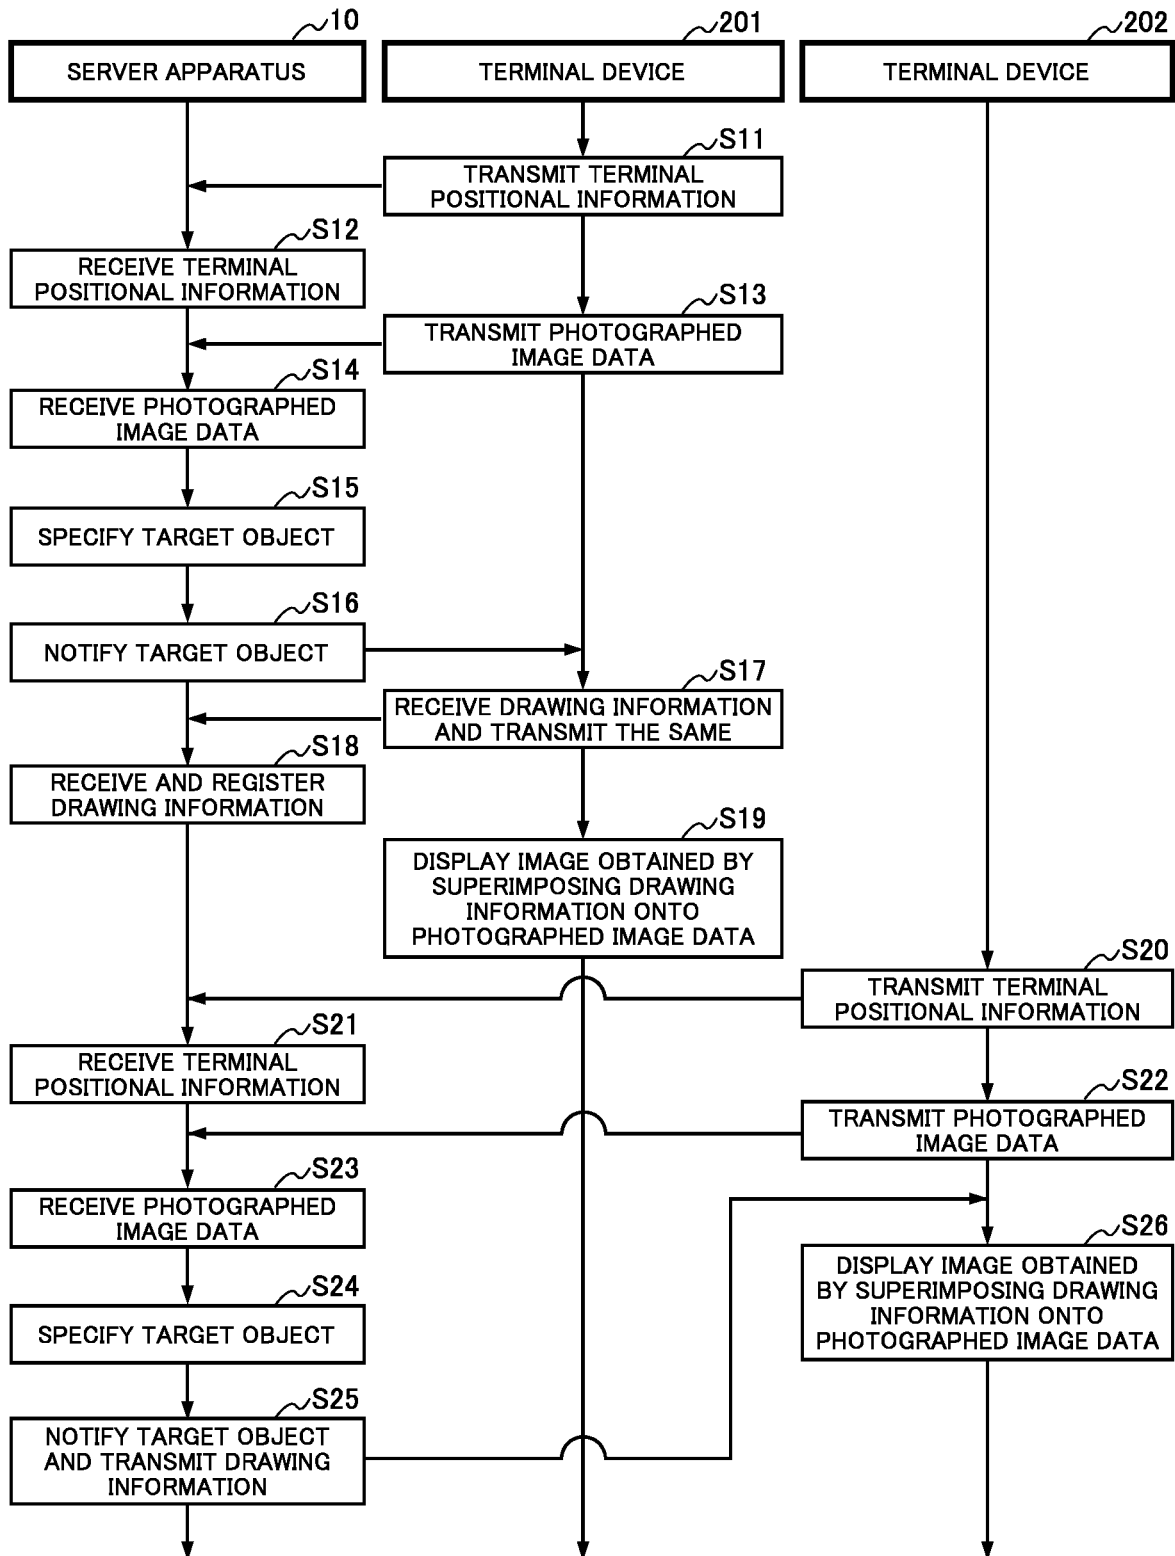 10
SERVER APPARATUS
201
TERMINAL DEVICE
202
TERMINAL DEVICE
S11
TRANSMIT TERMINAL
POSITIONAL INFORMATION
S12
RECEIVE TERMINAL
POSITIONAL INFORMATION
S13
TRANSMIT PHOTOGRAPHED
IMAGE DATA
S14
RECEIVE PHOTOGRAPHED
IMAGE DATA
S15
SPECIFY TARGET OBJECT
S16
NOTIFY TARGET OBJECT
S17
RECEIVE DRAWING INFORMATION
AND TRANSMIT THE SAME
S18
RECEIVE AND REGISTER
DRAWING INFORMATION
S19
DISPLAY IMAGE OBTAINED BY
SUPERIMPOSING DRAWING
INFORMATION ONTO
PHOTOGRAPHED IMAGE DATA
S20
TRANSMIT TERMINAL
POSITIONAL INFORMATION
S21
RECEIVE TERMINAL
POSITIONAL INFORMATION
S22
TRANSMIT PHOTOGRAPHED
IMAGE DATA
S23
RECEIVE PHOTOGRAPHED
IMAGE DATA
S24
SPECIFY TARGET OBJECT
S25
NOTIFY TARGET OBJECT
AND TRANSMIT DRAWING
INFORMATION
S26
DISPLAY IMAGE OBTAINED
BY SUPERIMPOSING DRAWING
INFORMATION ONTO
PHOTOGRAPHED IMAGE DATA